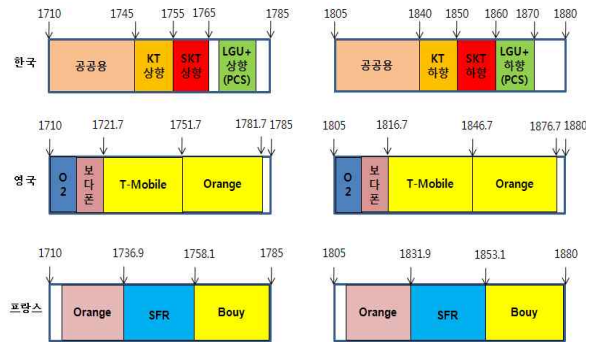 1710 1745 1755 1765 1785 1805 1840 1850 1860 1870 1880
한국 공공용 KT 상향 SKT 상향 LGU+ 상향 (PCS) 공공용 KT 하향 SKT 하향 LGU+ 하향 (PCS)
1710 1721.7 1751.7 1781.7 1785 1805 1816.7 1846.7 1876.7 1880
영국 O2 보다폰 T-Mobile Orange O2 보다폰 T-Mobile Orange
1710 1736.9 1758.1 1785 1805 1831.9 1853.1 1880
프랑스 Orange SFR Bouy Orange SFR Bouy